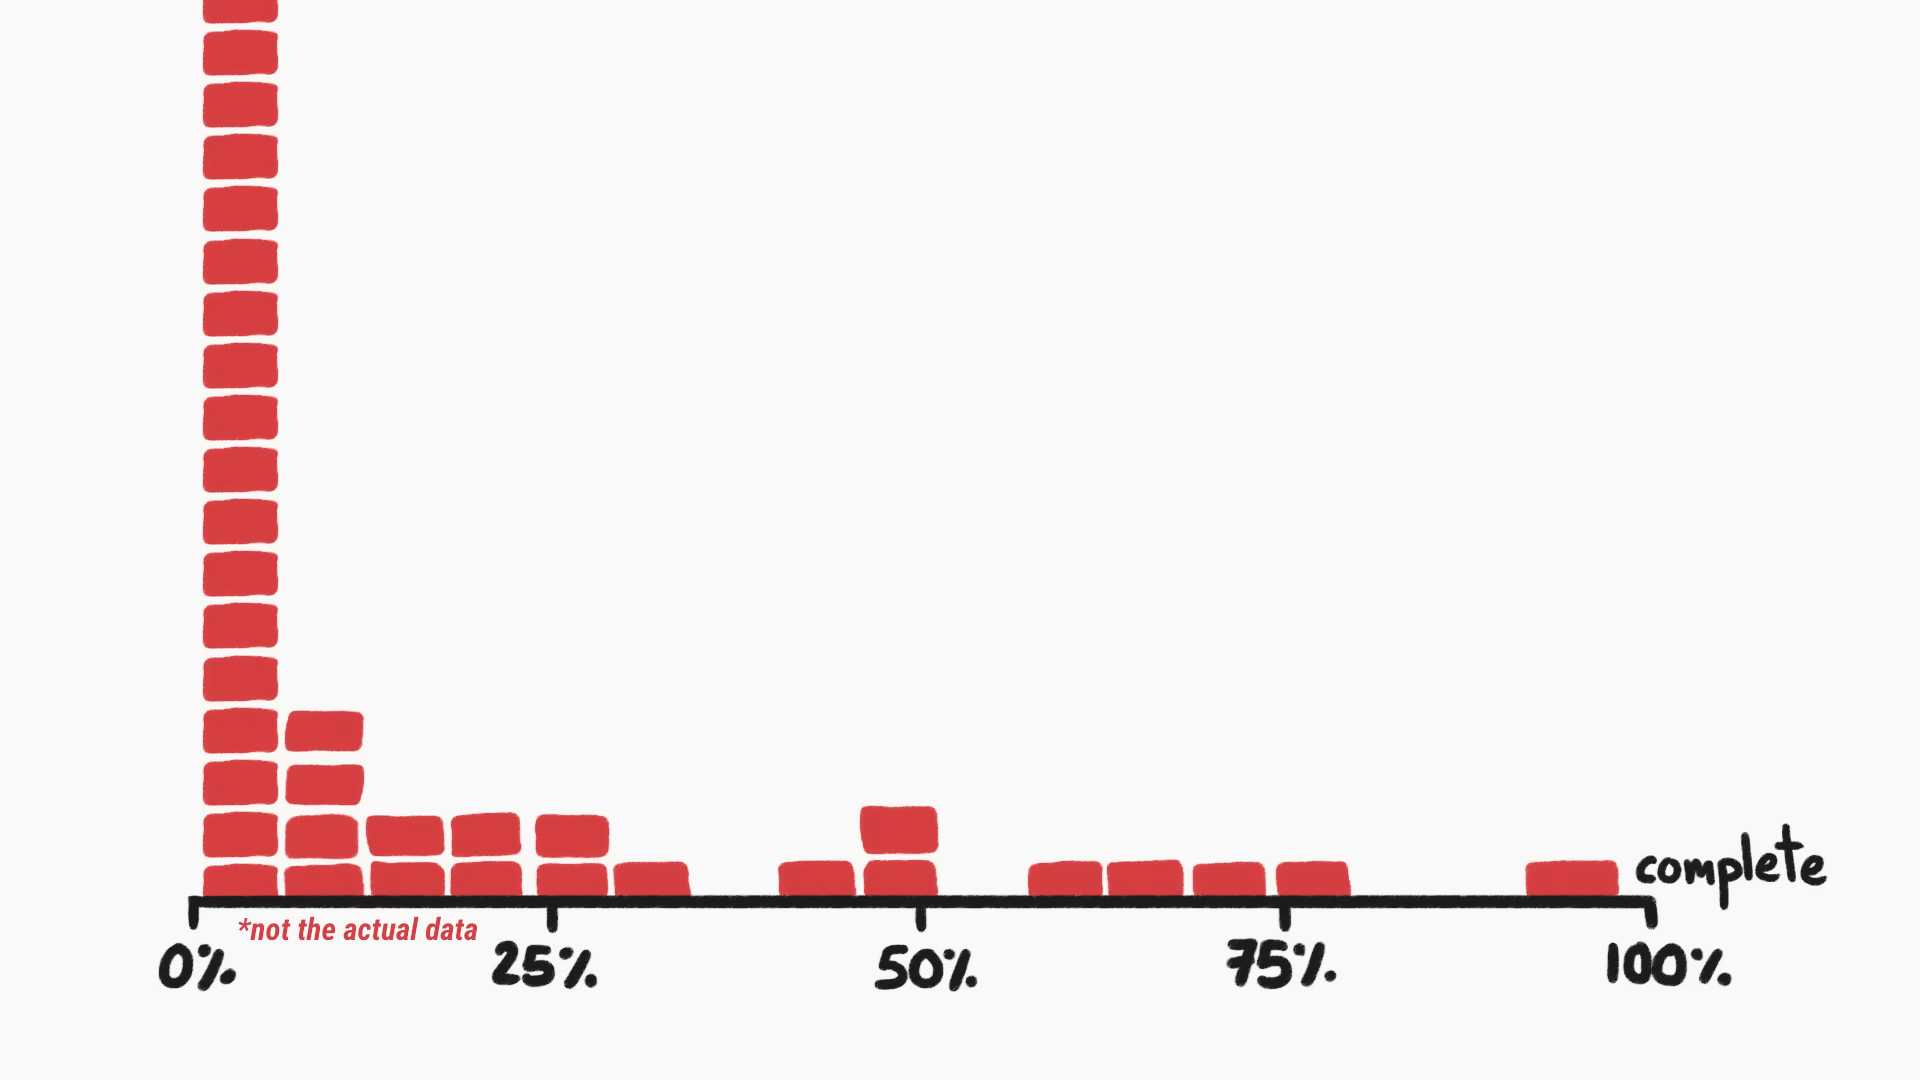 complete
*not the actual data
0% 25% 50% 75% 100%